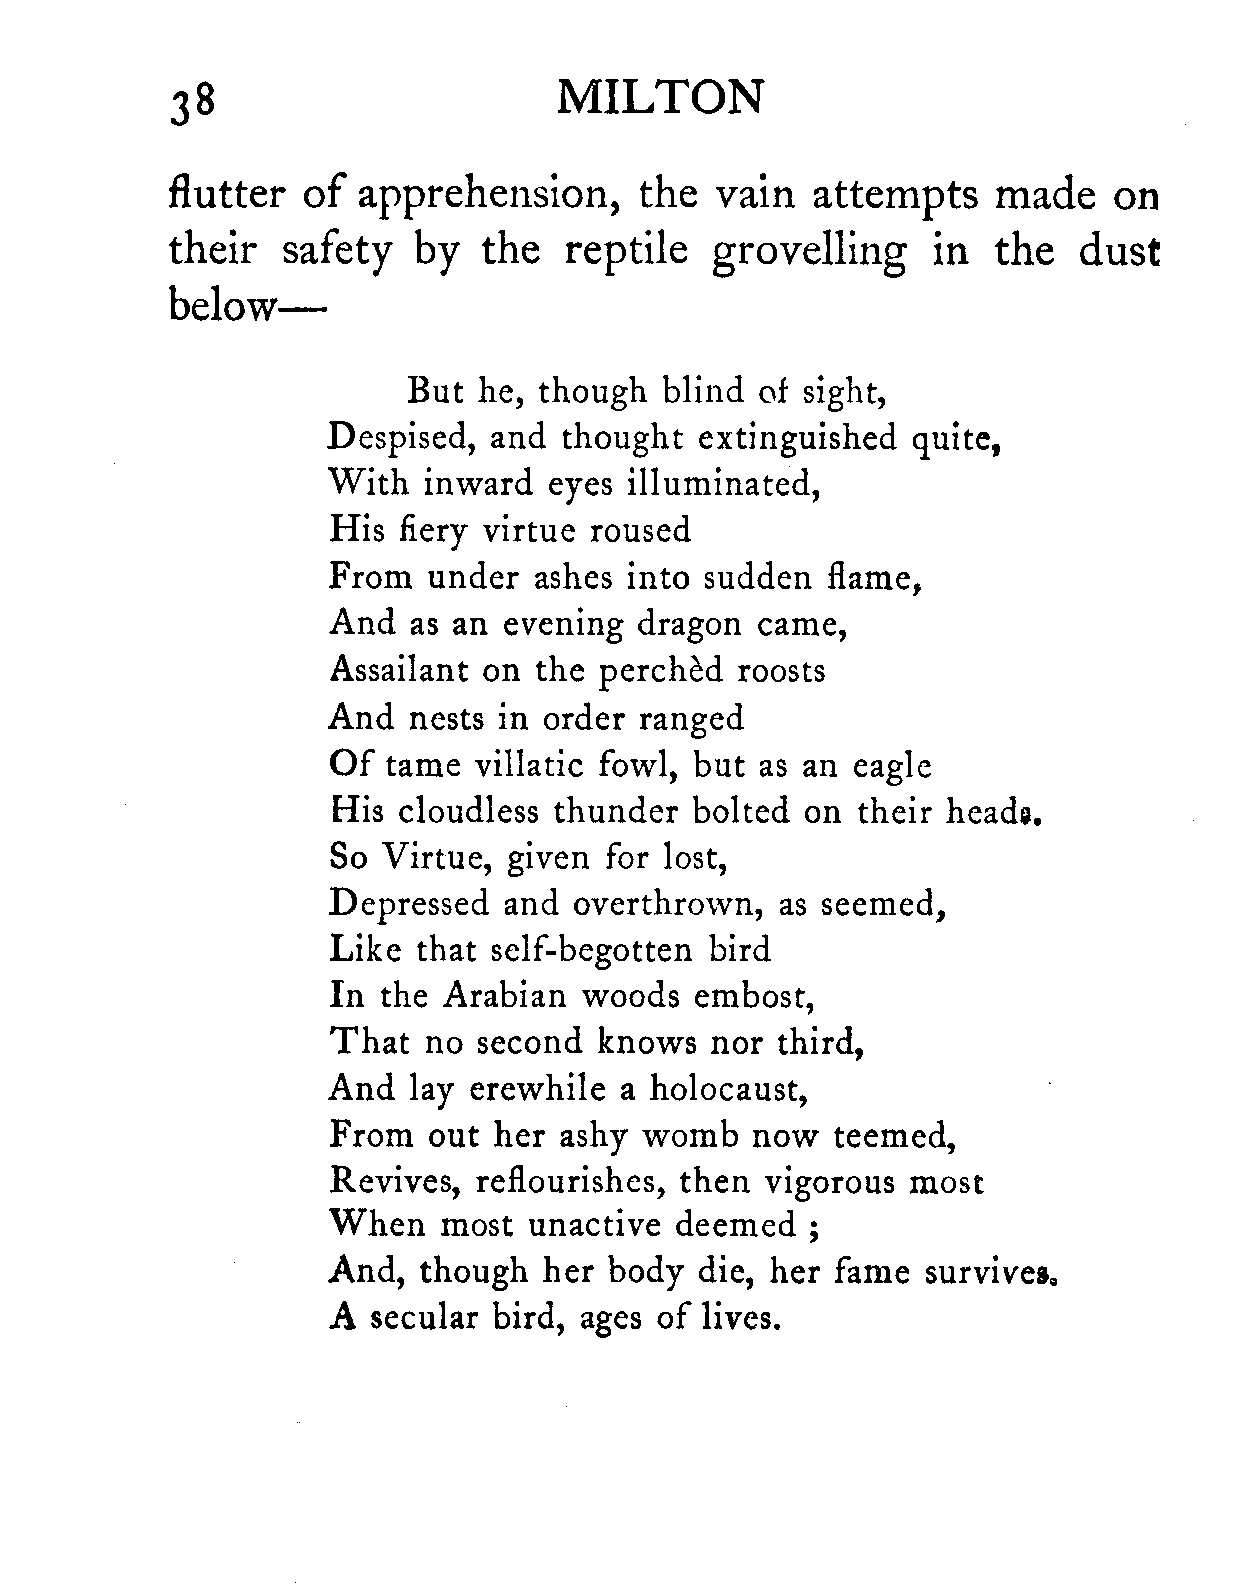 38 MILTON
flutter of apprehension, the vain attempts made on
their safety by the reptile grovelling in the dust
below—
But he, though blind of sight,
Despised, and thought extinguished quite,
With inward eyes illuminated,
His fiery virtue roused
From under ashes into sudden flame,
And as an evening dragon came,
Assailant on the perchèd roosts
And nests in order ranged
Of tame villatic fowl, but as an eagle
His cloudless thunder bolted on their heads.
So Virtue, given for lost,
Depressed and overthrown, as seemed,
Like that self-begotten bird
In the Arabian woods embost,
That no second knows nor third,
And lay erewhile a holocaust,
From out her ashy womb now teemed,
Revives, reflourishes, then vigorous most
When most unactive deemed ;
And, though her body die, her fame survives.
A secular bird, ages of lives.